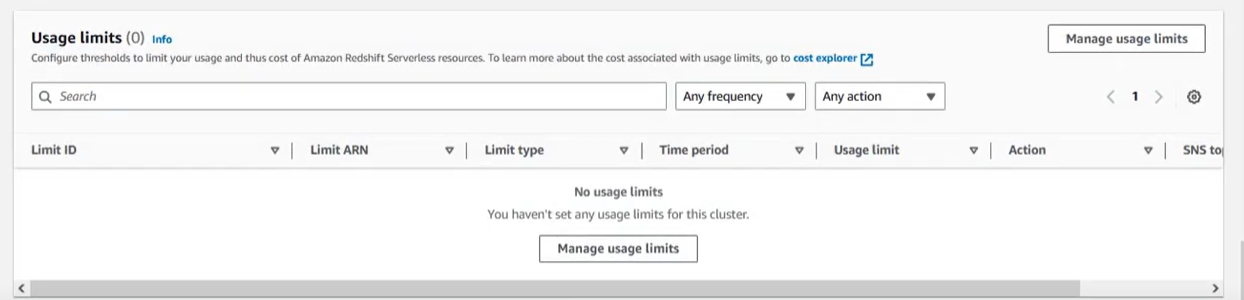 Usage limits (0) Info
Manage usage limits
Configure thresholds to limit your usage and thus cost of Amazon Redshift Serverless resources. To learn more about the cost associated with usage limits, go to cost explorer
Search
Any frequency
Any action
1
Limit ID
Limit ARN
Limit type
Time period
Usage limit
Action
SNS to
No usage limits
You haven't set any usage limits for this cluster.
Manage usage limits